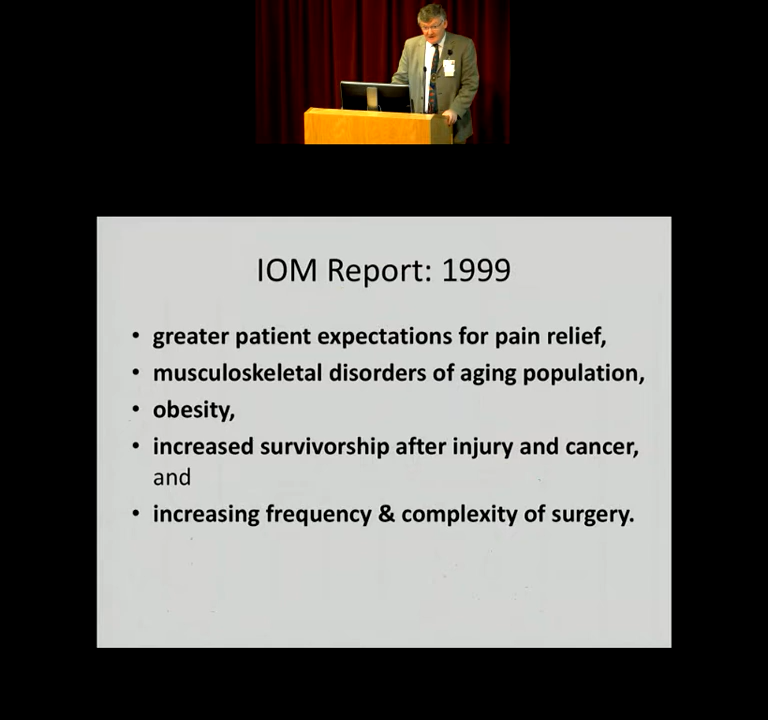 IOM Report: 1999
• greater patient expectations for pain relief,
• musculoskeletal disorders of aging population,
• obesity,
• increased survivorship after injury and cancer,
and
• increasing frequency & complexity of surgery.